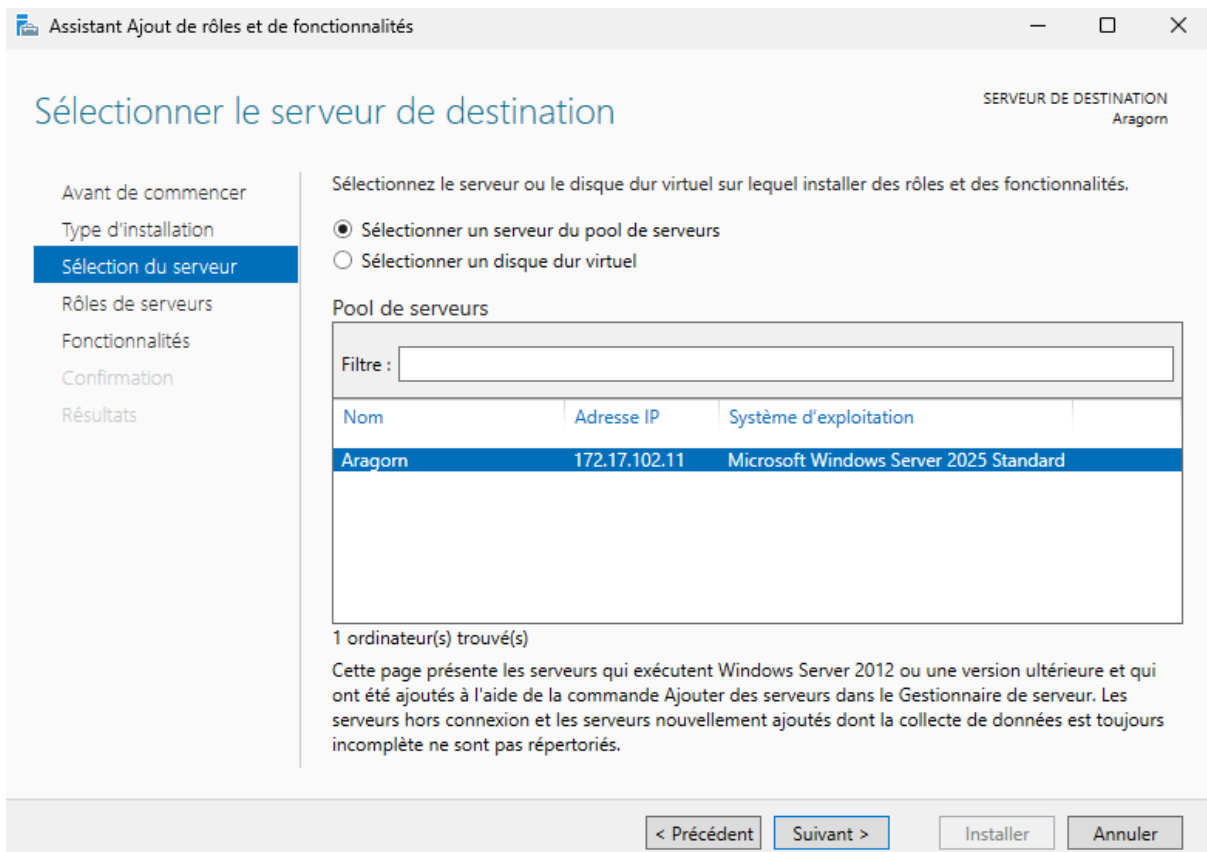 Assistant Ajout de rôles et de fonctionnalités
Sélectionner le serveur de destination
SERVEUR DE DESTINATION
Aragorn
Avant de commencer
Type d'installation
Sélection du serveur
Rôles de serveurs
Fonctionnalités
Confirmation
Résultats
Sélectionnez le serveur ou le disque dur virtuel sur lequel installer des rôles et des fonctionnalités.
Sélectionner un serveur du pool de serveurs
Sélectionner un disque dur virtuel
Pool de serveurs
Filtre :
Nom Adresse IP Système d'exploitation
Aragorn 172.17.102.11 Microsoft Windows Server 2025 Standard
1 ordinateur(s) trouvé(s)
Cette page présente les serveurs qui exécutent Windows Server 2012 ou une version ultérieure et qui
ont été ajoutés à l'aide de la commande Ajouter des serveurs dans le Gestionnaire de serveur. Les
serveurs hors connexion et les serveurs nouvellement ajoutés dont la collecte de données est toujours
incomplète ne sont pas répertoriés.
< Précédent Suivant > Installer Annuler